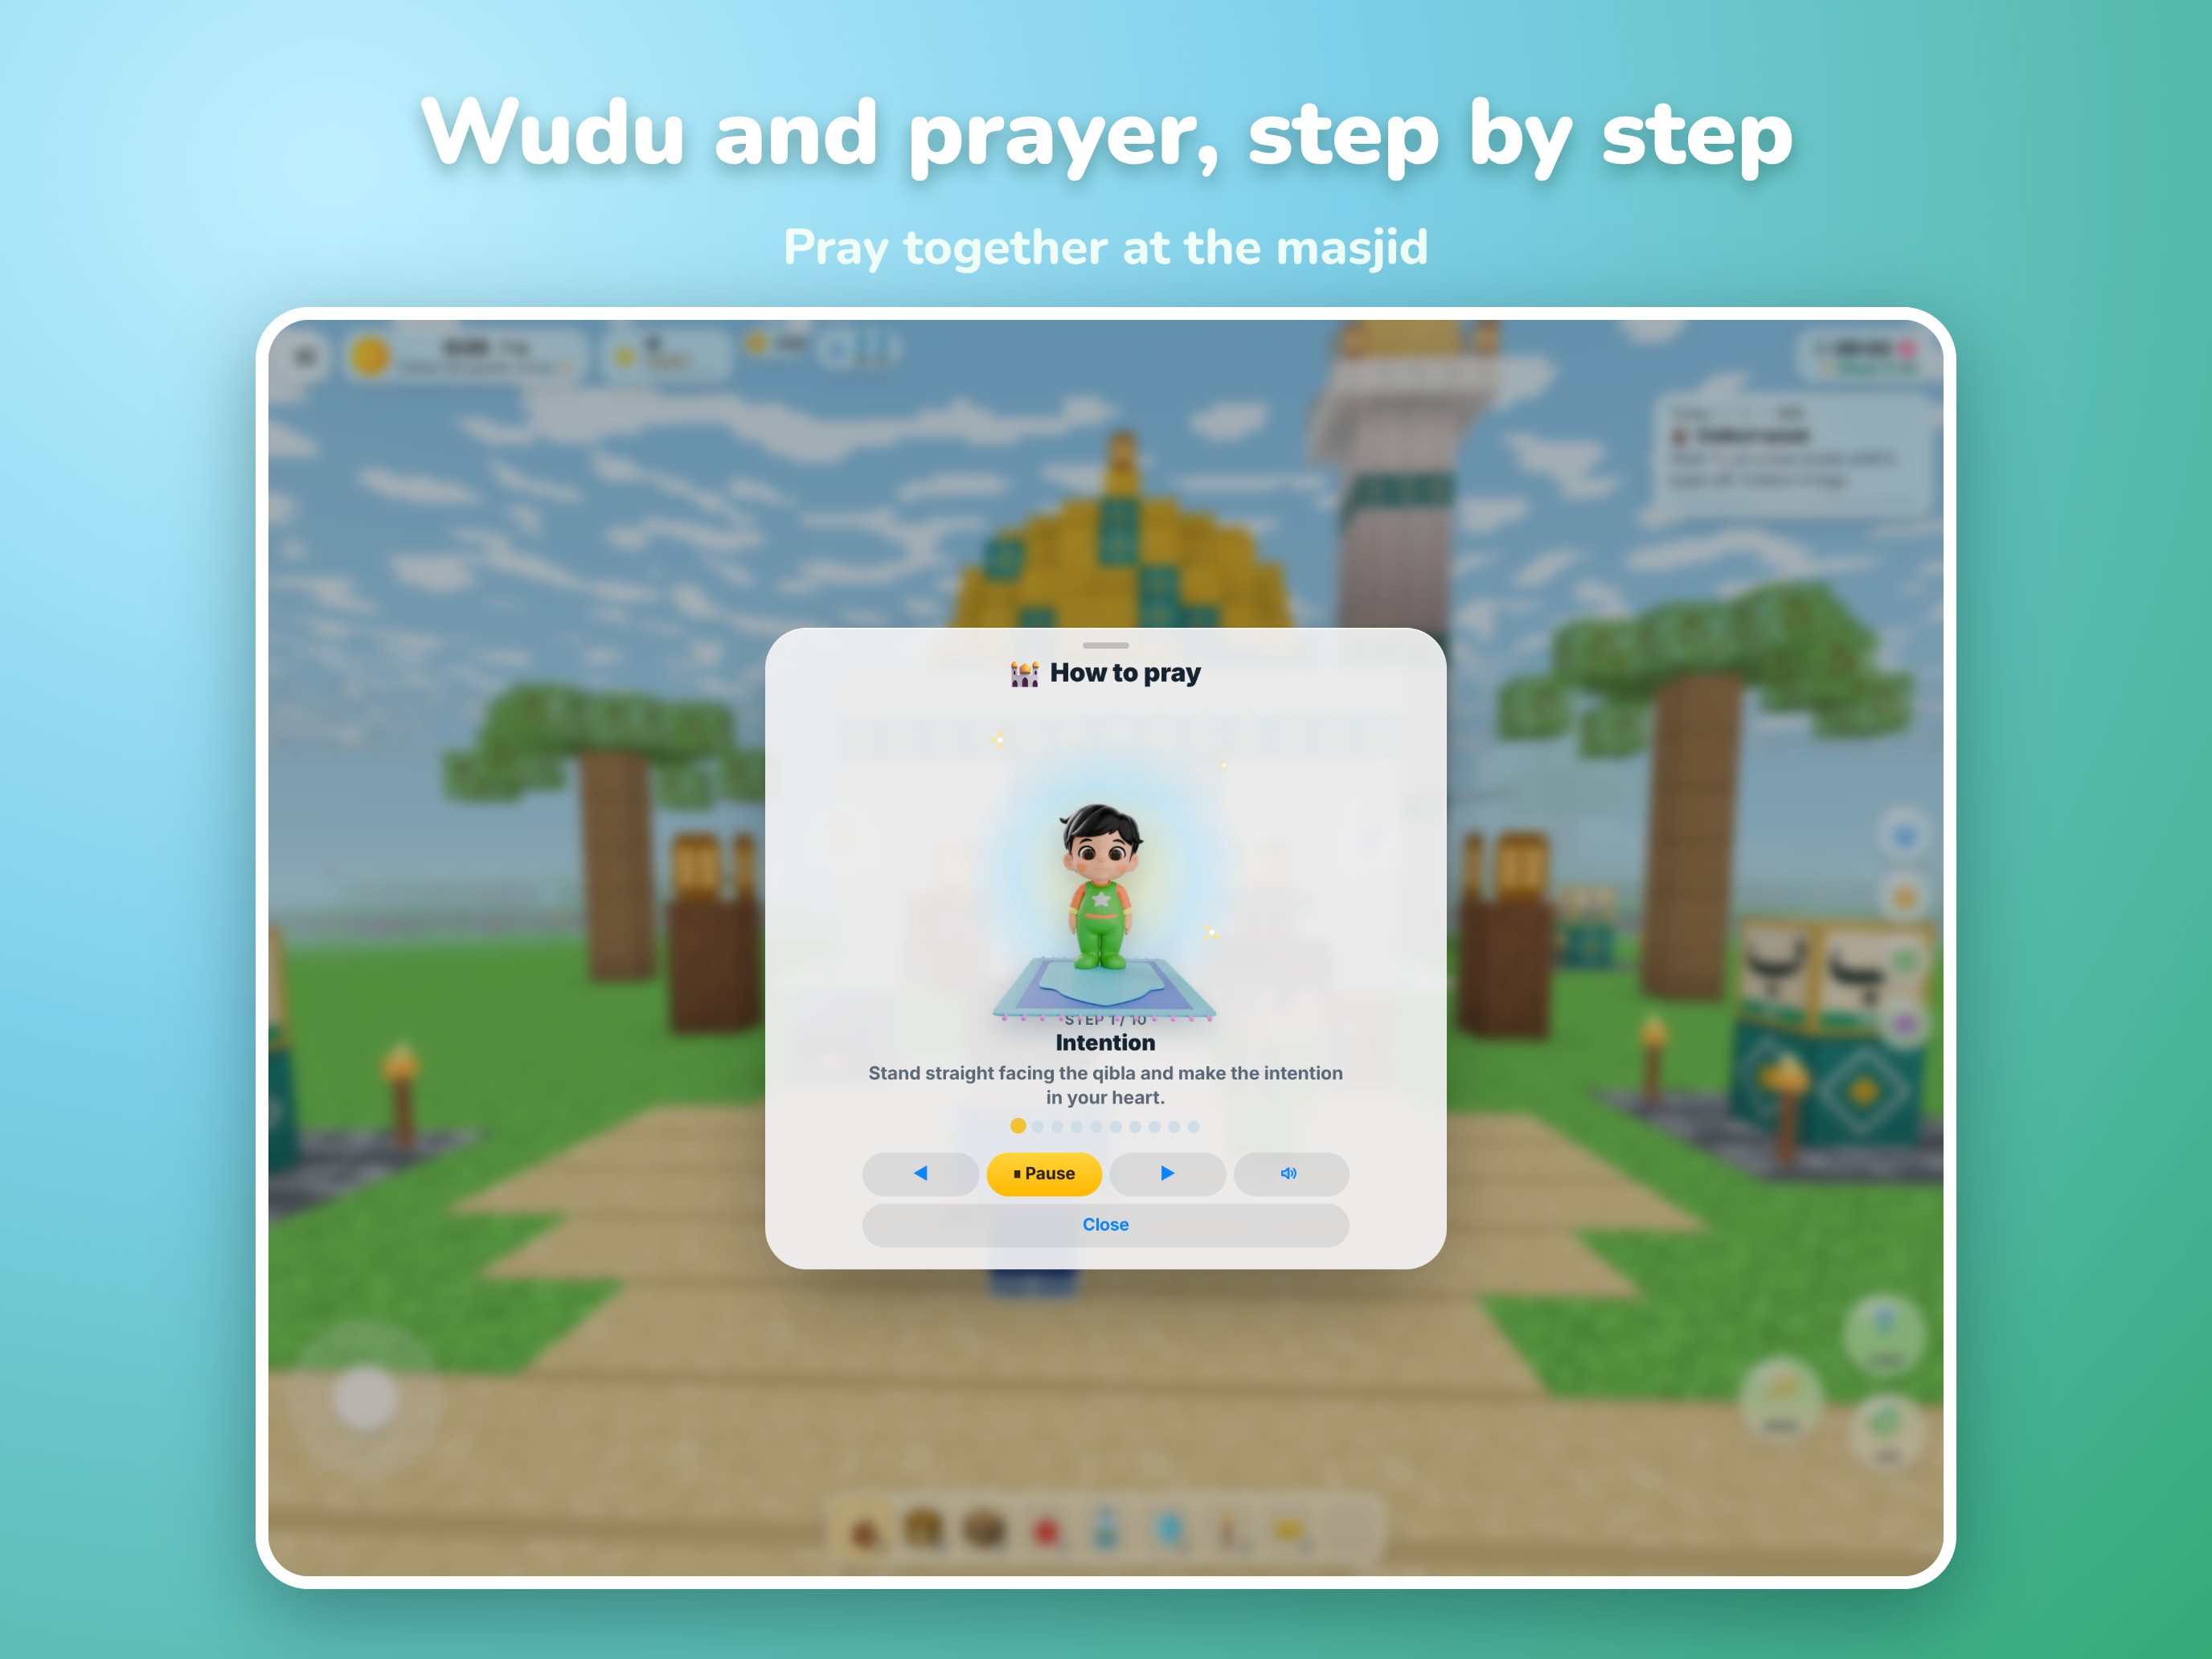 Wudu and prayer, step by step
Pray together at the masjid
How to pray
STEP 1 / 10
Intention
Stand straight facing the qibla and make the intention
in your heart.
Pause
Close
ب ب